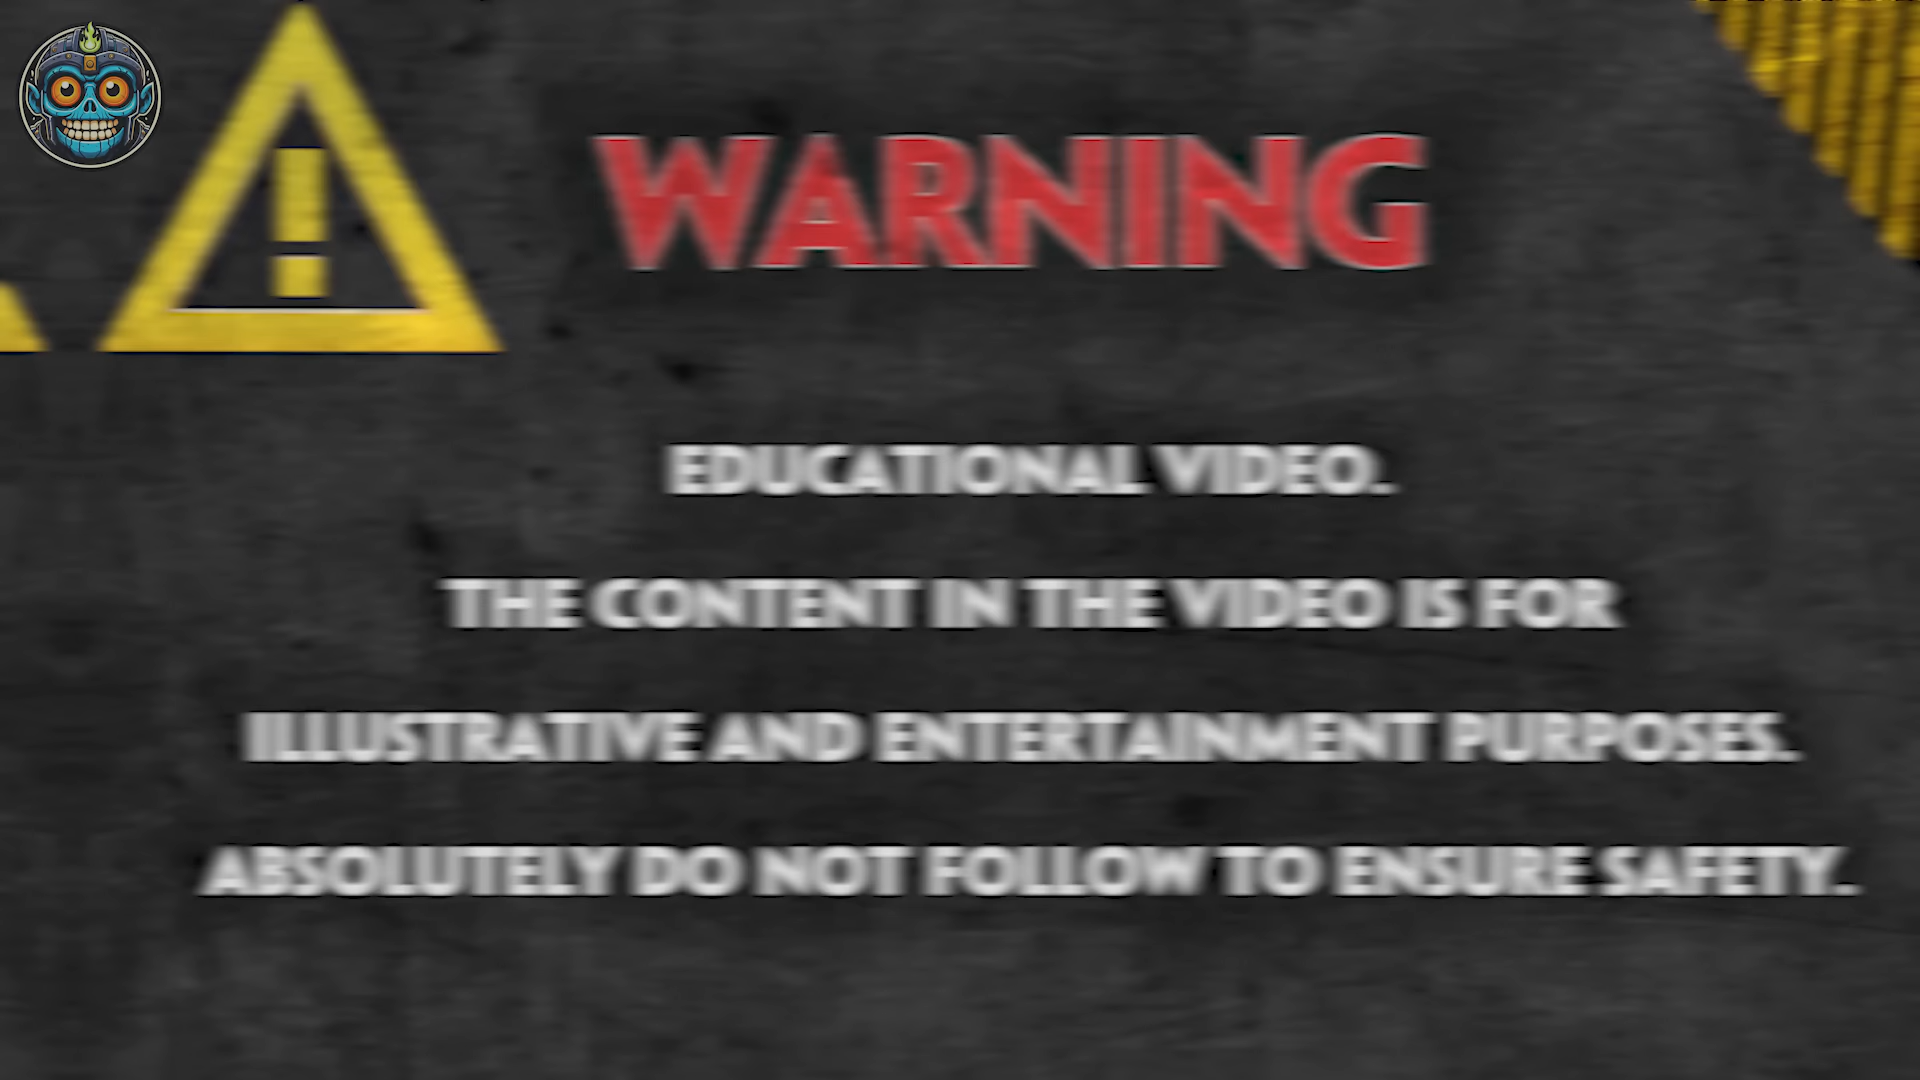 WARNING
EDUCATIONAL VIDEO.
THE CONTENT IN THE VIDEO IS FOR
ILLUSTRATIVE AND ENTERTAINMENT PURPOSES.
ABSOLUTELY DO NOT FOLLOW TO ENSURE SAFETY.